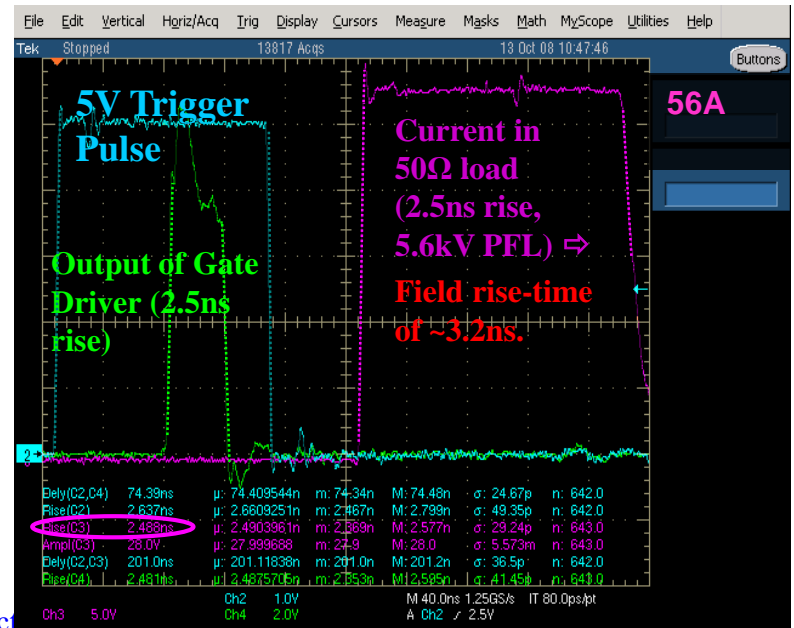 File Edit Vertical Horiz/Acq Trig Display Cursors Measure Masks Math MyScope Utilities Help
Tek Stopped 13817 Acqs 13 Oct 08 10:47:46
Buttons
56A
5V Trigger
Pulse
Current in
50Ω load
(2.5ns rise,
5.6kV PFL) ⇨
Output of Gate
Driver (2.5ns
rise)
Field rise-time
of ~3.2ns.
2
Dely(C2,C4) 74.39ns µ: 74.409544n m: 74.34n M: 74.48n σ: 24.67p n: 642.0
Rise(C2) 2.637ns µ: 2.6609251n m: 2.467n M: 2.799n σ: 49.35p n: 642.0
Rise(C3) 2.488ns µ: 2.4903961n m: 2.369n M: 2.577n σ: 29.24p n: 643.0
Ampl(C3) 28.0V µ: 27.999688 m: 27.9 M: 28.0 σ: 5.573m n: 643.0
Dely(C2,C3) 201.0ns µ: 201.11838n m: 201.0n M: 201.2n σ: 36.5p n: 642.0
Rise(C4) 2.481ns µ: 2.4875705n m: 2.353n M: 2.595n σ: 41.45p n: 643.0
Ch2 1.0V M 40.0ns 1.25GS/s IT 80.0ps/pt
Ch3 5.0V Ch4 2.0V A Ch2 ∕ 2.5V